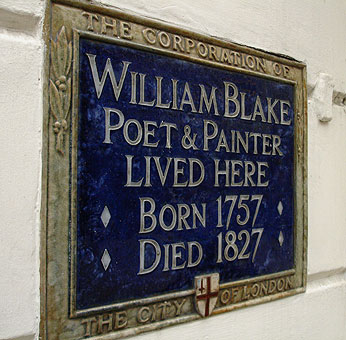 THE CORPORATION OF
WILLIAM BLAKE
POET & PAINTER
LIVED HERE
BORN 1757
DIED 1827
THE CITY OF LONDON